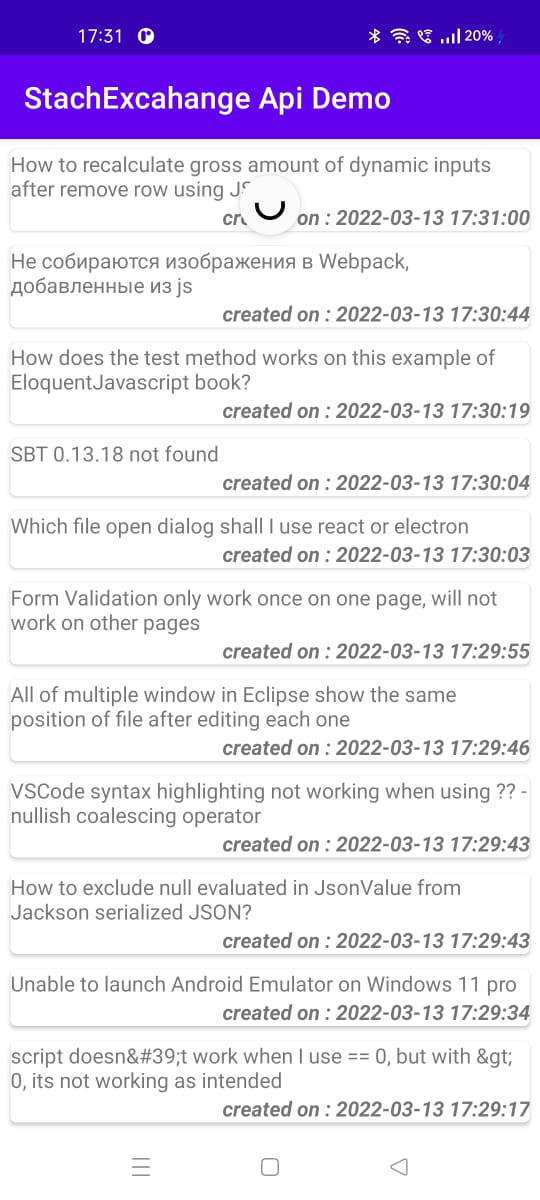 17:31
20%
StachExcahange Api Demo
How to recalculate gross amount of dynamic inputs
after remove row using
on : 2022-03-13 17:31:00
Не собираются изображения в Webpack,
добавленные из js
created on : 2022-03-13 17:30:44
How does the test method works on this example of
EloquentJavascript book?
created on : 2022-03-13 17:30:19
SBT 0.13.18 not found
created on : 2022-03-13 17:30:04
Which file open dialog shall I use react or electron
created on : 2022-03-13 17:30:03
Form Validation only work once on one page, will not
work on other pages
created on : 2022-03-13 17:29:55
All of multiple window in Eclipse show the same
position of file after editing each one
created on : 2022-03-13 17:29:46
VSCode syntax highlighting not working when using ?? -
nullish coalescing operator
created on : 2022-03-13 17:29:43
How to exclude null evaluated in JsonValue from
Jackson serialized JSON?
created on : 2022-03-13 17:29:43
Unable to launch Android Emulator on Windows 11 pro
created on : 2022-03-13 17:29:34
script doesn&#39;t work when I use == 0, but with &gt;
0, its not working as intended
created on : 2022-03-13 17:29:17